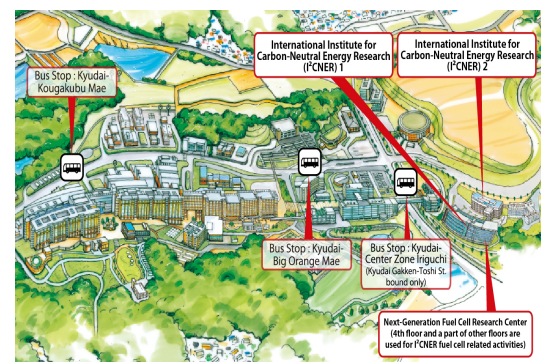 International Institute for
Carbon-Neutral Energy Research
(I²CNER) 1
International Institute for
Carbon-Neutral Energy Research
(I²CNER) 2
Bus Stop : Kyudai-
Kougakubu Mae
Bus Stop : Kyudai-
Big Orange Mae
Bus Stop : Kyudai-
Center Zone Iriguchi
(Kyudai Gakken-Toshi St.
bound only)
Next-Generation Fuel Cell Research Center
(4th floor and a part of other floors are
used for I²CNER fuel cell related activities)